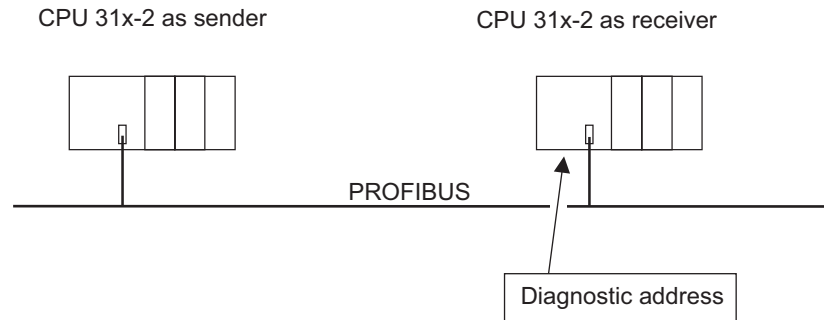 CPU 31x-2 as sender
CPU 31x-2 as receiver
PROFIBUS
Diagnostic address